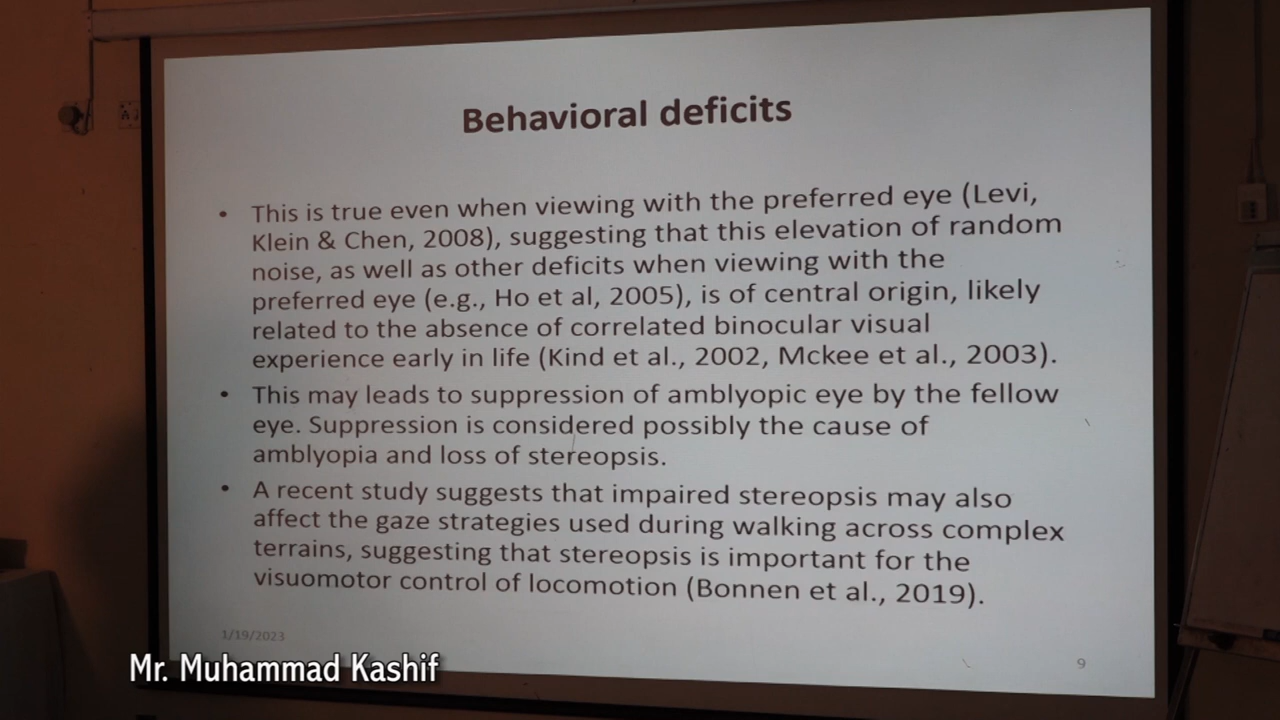 Behavioral deficits
• This is true even when viewing with the preferred eye (Levi,
Klein & Chen, 2008), suggesting that this elevation of random
noise, as well as other deficits when viewing with the
preferred eye (e.g., Ho et al, 2005), is of central origin, likely
related to the absence of correlated binocular visual
experience early in life (Kind et al., 2002, Mckee et al., 2003).
• This may leads to suppression of amblyopic eye by the fellow
eye. Suppression is considered possibly the cause of
amblyopia and loss of stereopsis.
• A recent study suggests that impaired stereopsis may also
affect the gaze strategies used during walking across complex
terrains, suggesting that stereopsis is important for the
visuomotor control of locomotion (Bonnen et al., 2019).
1/19/2023
9
Mr. Muhammad Kashif